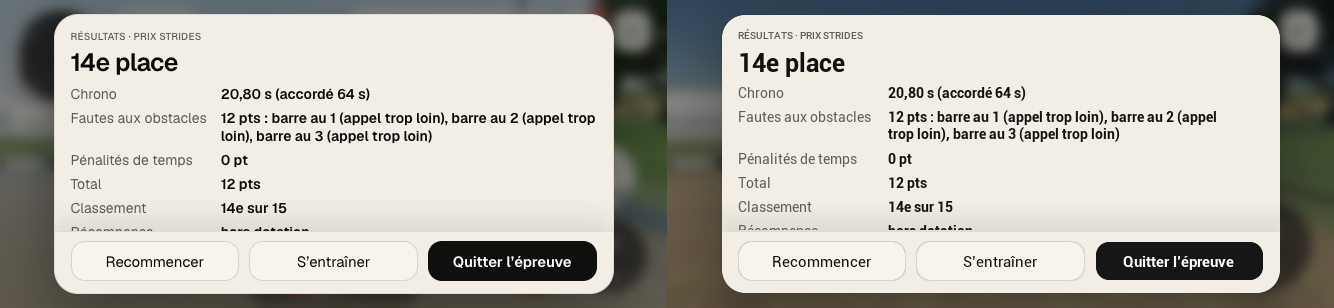 RÉSULTATS · PRIX STRIDES
14e place
Chrono 20,80 s (accordé 64 s)
Fautes aux obstacles 12 pts : barre au 1 (appel trop loin), barre au 2 (appel trop
loin), barre au 3 (appel trop loin)
Pénalités de temps 0 pt
Total 12 pts
Classement 14e sur 15
Recommencer S'entraîner Quitter l'épreuve
RÉSULTATS · PRIX STRIDES
14e place
Chrono 20,80 s (accordé 64 s)
Fautes aux obstacles 12 pts : barre au 1 (appel trop loin), barre au 2 (appel
trop loin), barre au 3 (appel trop loin)
Pénalités de temps 0 pt
Total 12 pts
Classement 14e sur 15
Recommencer S'entraîner Quitter l'épreuve